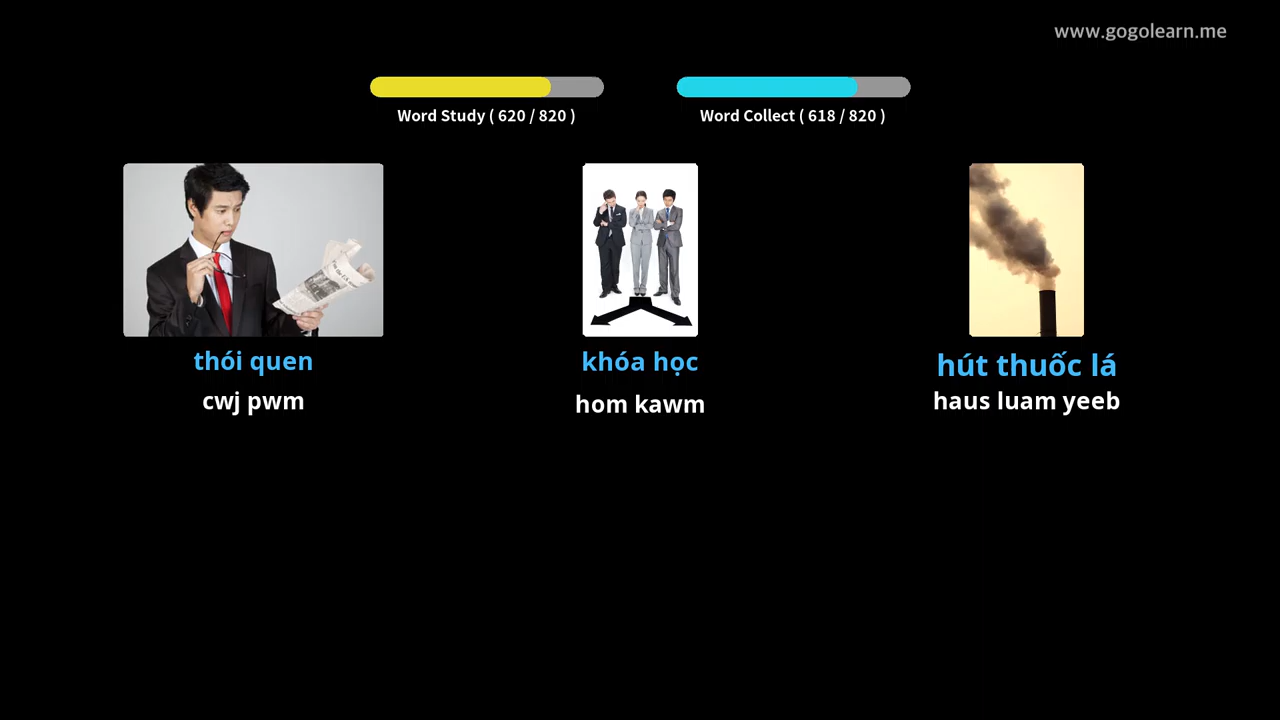 www.gogolearn.me
Word Study ( 620 / 820 )
Word Collect ( 618 / 820 )
thói quen
khóa học
hút thuốc lá
cwj pwm
hom kawm
haus luam yeeb